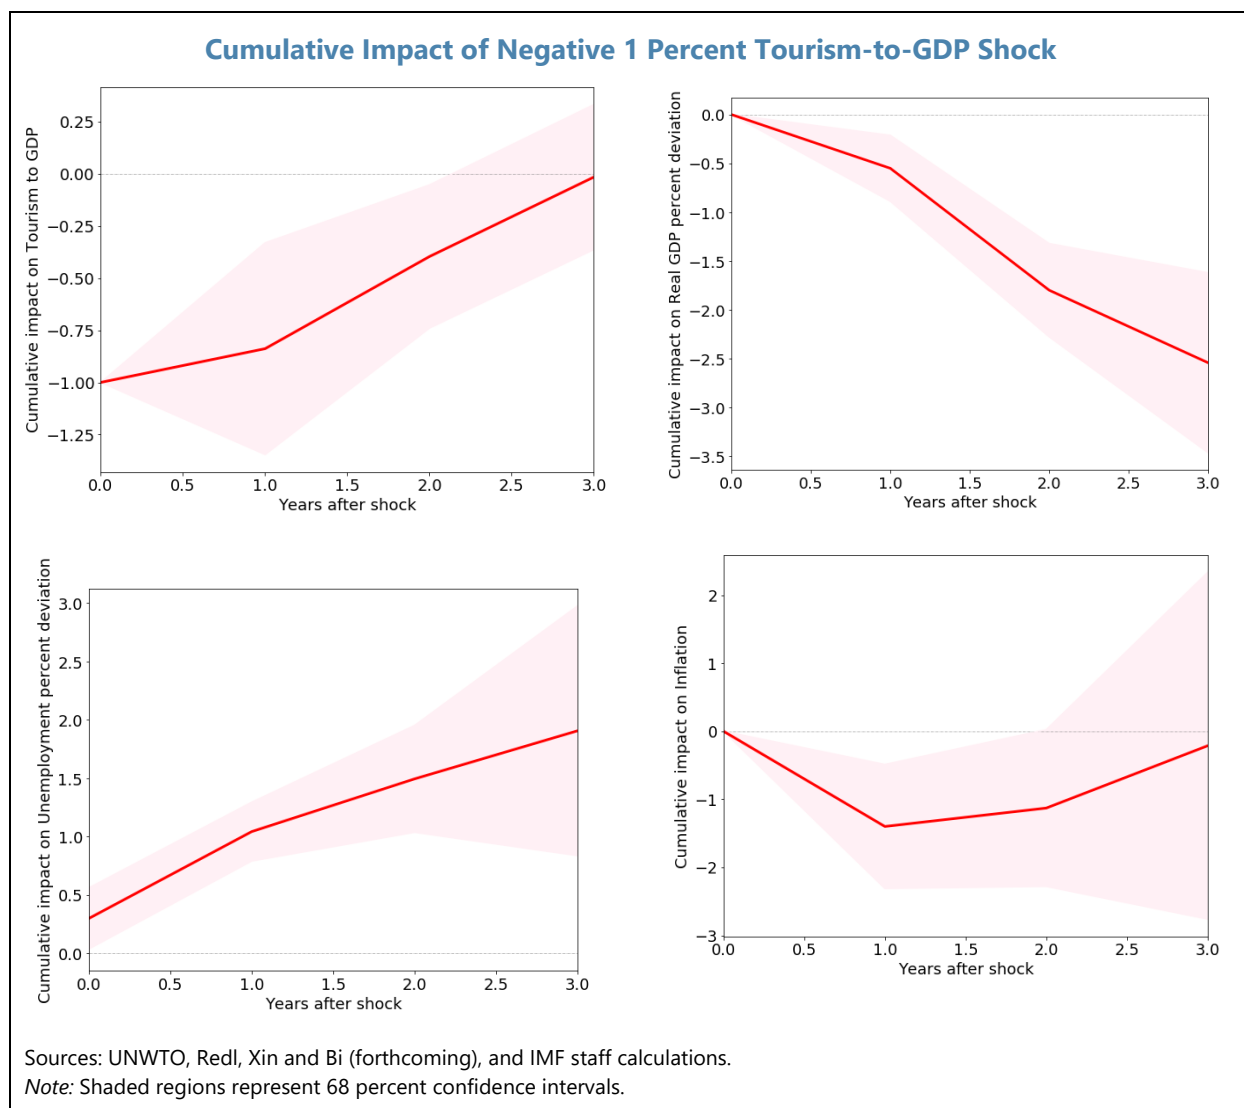 Cumulative Impact of Negative 1 Percent Tourism-to-GDP Shock
Cumulative impact on Tourism to GDP
0.25
0.00
−0.25
−0.50
−0.75
−1.00
−1.25
0.0 0.5 1.0 1.5 2.0 2.5 3.0
Years after shock
Cumulative impact on Real GDP percent deviation
0.0
−0.5
−1.0
−1.5
−2.0
−2.5
−3.0
−3.5
0.0 0.5 1.0 1.5 2.0 2.5 3.0
Years after shock
Cumulative impact on Unemployment percent deviation
3.0
2.5
2.0
1.5
1.0
0.5
0.0
0.0 0.5 1.0 1.5 2.0 2.5 3.0
Years after shock
Cumulative impact on Inflation
2
1
0
−1
−2
−3
0.0 0.5 1.0 1.5 2.0 2.5 3.0
Years after shock
Sources: UNWTO, Redl, Xin and Bi (forthcoming), and IMF staff calculations.
Note: Shaded regions represent 68 percent confidence intervals.